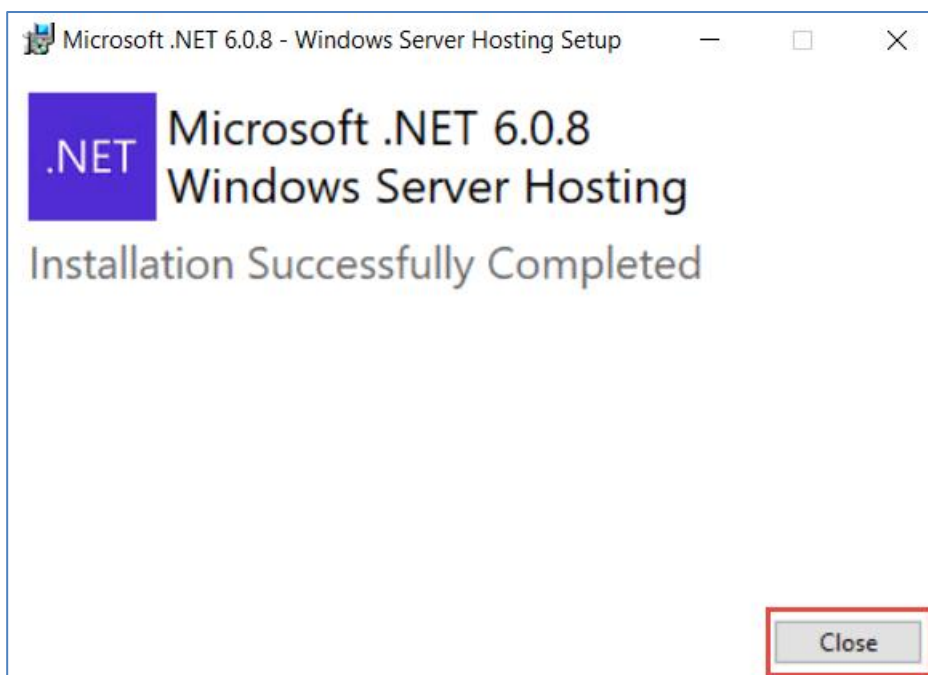 Microsoft .NET 6.0.8 - Windows Server Hosting Setup
.NET
Microsoft .NET 6.0.8
Windows Server Hosting
Installation Successfully Completed
Close